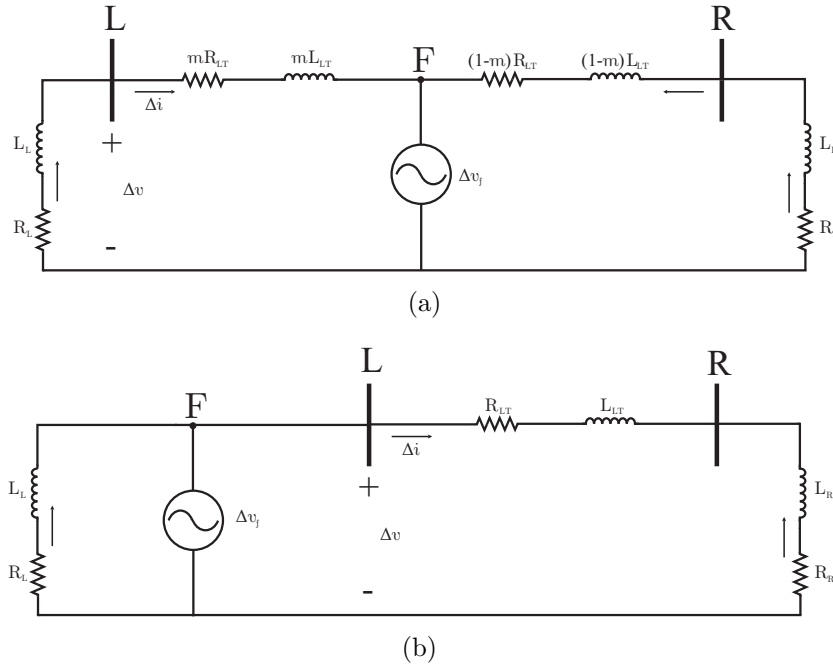 L
R
mR_LT
mL_LT
F
(1-m)R_LT
(1-m)L_LT
Δi
L_L
+
Δv
Δv_f
R_L
-
(a)
L
R
F
R_LT
L_LT
Δi
L_L
L_R
+
Δv_f
Δv
R_L
R_R
-
(b)